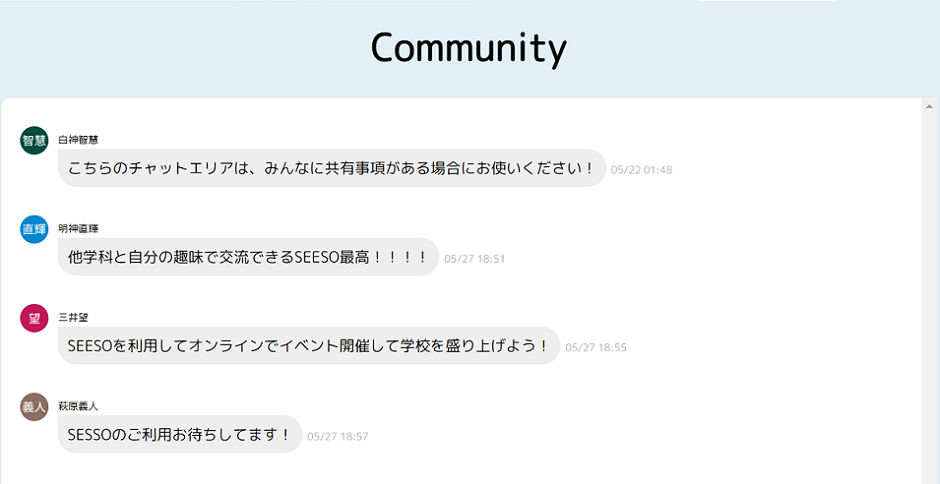 Community
智慧
白神智慧
こちらのチャットエリアは、みんなに共有事項がある場合にお使いください！ 05/22 01:48
直輝
明神直輝
他学科と自分の趣味で交流できるSEESO最高！！！！ 05/27 18:51
望
三井望
SEESOを利用してオンラインでイベント開催して学校を盛り上げよう！ 05/27 18:55
義人
萩原義人
SESSOのご利用お待ちしてます！ 05/27 18:57